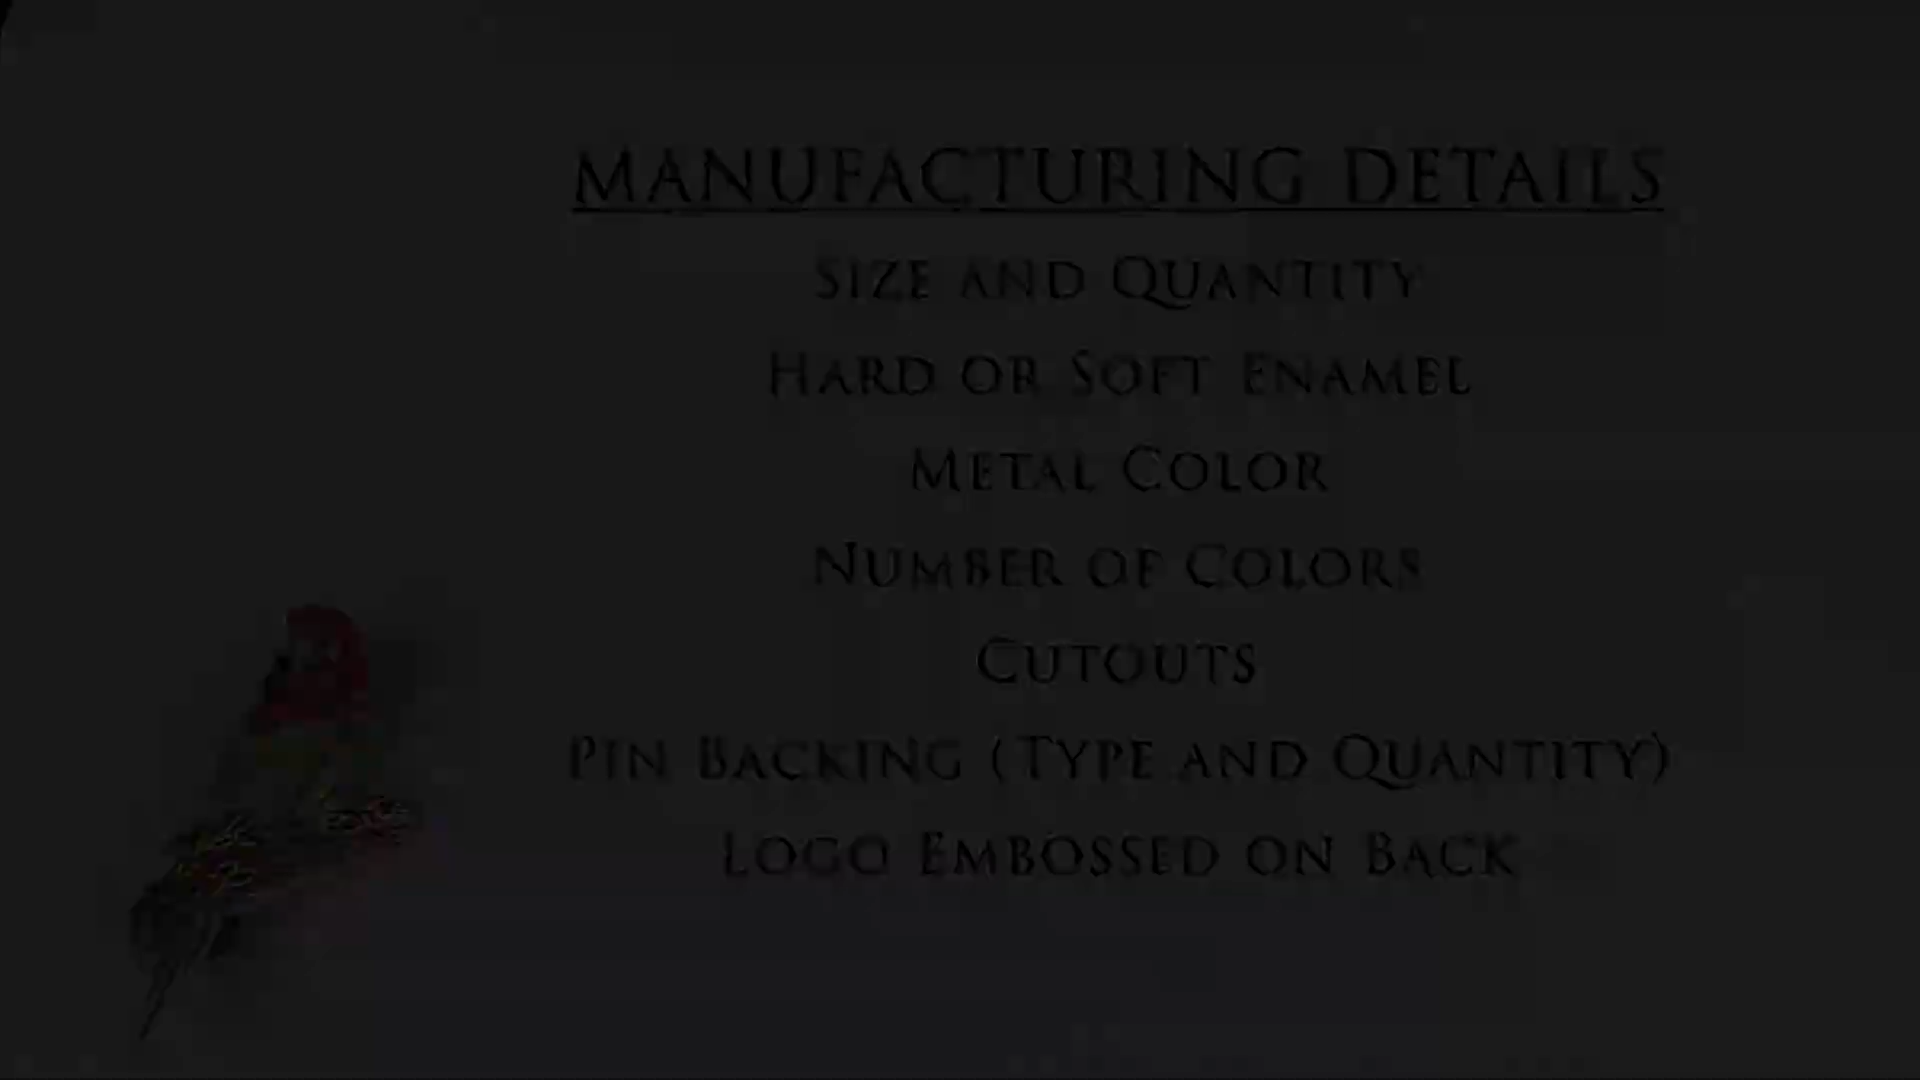 Manufacturing Details
Size and Quantity
Hard or Soft Enamel
Metal Color
Number of Colors
Cutouts
Pin Backing (Type and Quantity)
Logo Embossed on Back